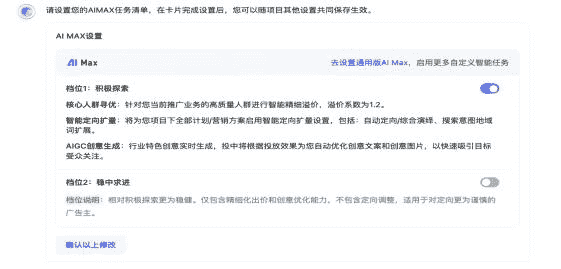 请设置您的AIMAX任务清单，在卡片完成设置后，您可以随项目其他设置共同保存生效。
AI MAX设置
AI Max
去设置通用版AI Max，启用更多自定义智能任务
档位1：积极探索
核心人群寻优：针对您当前推广业务的高质量人群进行智能精细溢价，溢价系数为1.2。
智能定向扩量：将为您项目下全部计划/营销方案启用智能定向扩量设置，包括：自动定向/综合演绎、搜索意图地域
词扩展。
AIGC创意生成：行业特色创意实时生成，投中将根据投放效果为您自动优化创意文案和创意图片，以快速吸引目标
受众关注。
档位2：稳中求进
档位说明：相对积极探索更为稳健。仅包含精细化出价和创意优化能力，不包含定向调整，适用于对定向更为谨慎的
广告主。
确认以上修改